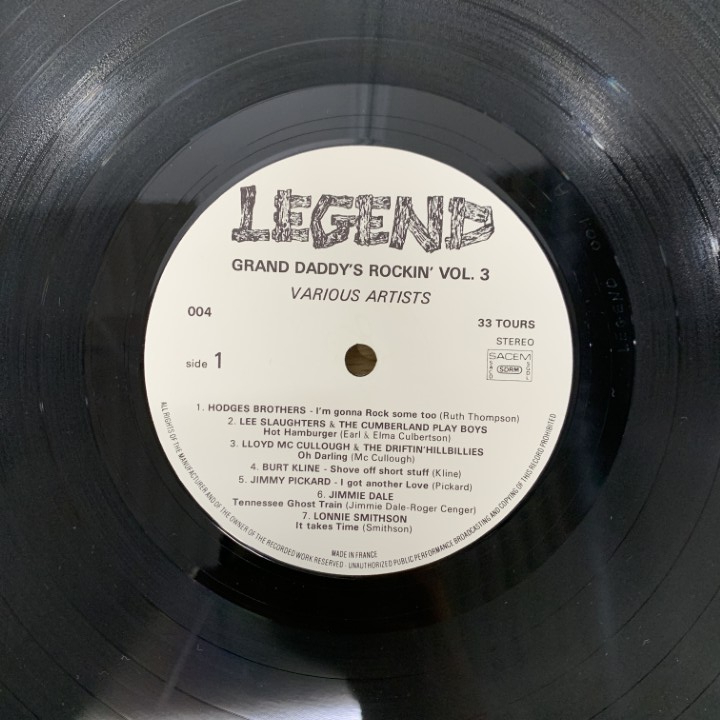 LEGEND
GRAND DADDY'S ROCKIN' VOL. 3
VARIOUS ARTISTS
004
33 TOURS
STEREO
side 1
SACEM
SDRM
1. HODGES BROTHERS - I'm gonna Rock some too (Ruth Thompson)
2. LEE SLAUGHTERS & THE CUMBERLAND PLAY BOYS
Hot Hamburger (Earl & Elma Culbertson)
3. LLOYD MC CULLOUGH & THE DRIFTIN'HILLBILLIES
Oh Darling (Mc Cullough)
4. BURT KLINE - Shove off short stuff (Kline)
5. JIMMY PICKARD - I got another Love (Pickard)
6. JIMMIE DALE
Tennessee Ghost Train (Jimmie Dale-Roger Cenger)
7. LONNIE SMITHSON
It takes Time (Smithson)
MADE IN FRANCE
ALL RIGHTS OF THE MANUFACTURER AND OF THE OWNER OF THE RECORDED WORK RESERVED - UNAUTHORIZED PUBLIC PERFORMANCE BROADCASTING AND COPYING OF THIS RECORD PROHIBITED
LEGEND 001